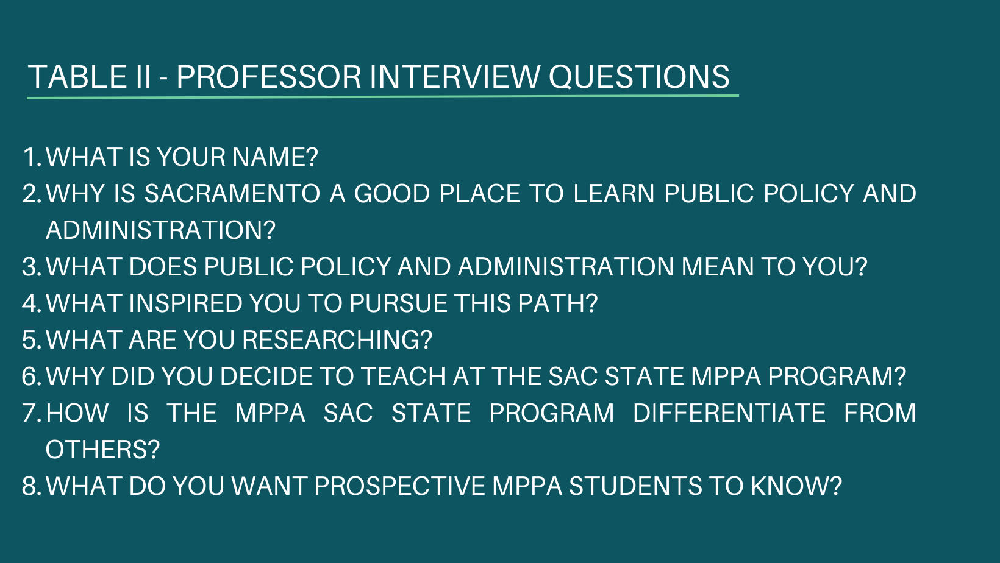 TABLE II - PROFESSOR INTERVIEW QUESTIONS
1. WHAT IS YOUR NAME?
2. WHY IS SACRAMENTO A GOOD PLACE TO LEARN PUBLIC POLICY AND
ADMINISTRATION?
3. WHAT DOES PUBLIC POLICY AND ADMINISTRATION MEAN TO YOU?
4. WHAT INSPIRED YOU TO PURSUE THIS PATH?
5. WHAT ARE YOU RESEARCHING?
6. WHY DID YOU DECIDE TO TEACH AT THE SAC STATE MPPA PROGRAM?
7. HOW IS THE MPPA SAC STATE PROGRAM DIFFERENTIATE FROM
OTHERS?
8. WHAT DO YOU WANT PROSPECTIVE MPPA STUDENTS TO KNOW?